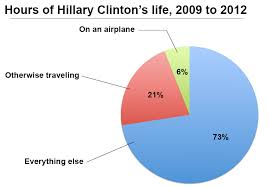 Hours of Hillary Clinton's life, 2009 to 2012
On an airplane
6%
Otherwise traveling
21%
73%
Everything else